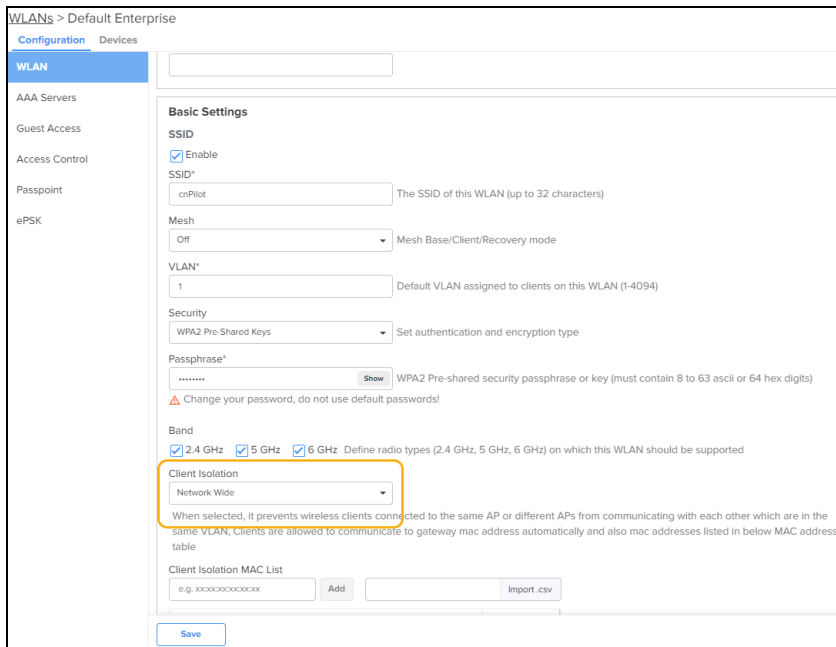 WLANs > Default Enterprise
Configuration Devices
WLAN
AAA Servers
Guest Access
Access Control
Passpoint
ePSK
Basic Settings
SSID
Enable
SSID*
cnPilot The SSID of this WLAN (up to 32 characters)
Mesh
Off Mesh Base/Client/Recovery mode
VLAN*
1 Default VLAN assigned to clients on this WLAN (1-4094)
Security
WPA2 Pre-Shared Keys Set authentication and encryption type
Passphrase*
•••••••• Show WPA2 Pre-shared security passphrase or key (must contain 8 to 63 ascii or 64 hex digits)
Change your password, do not use default passwords!
Band
2.4 GHz 5 GHz 6 GHz Define radio types (2.4 GHz, 5 GHz, 6 GHz) on which this WLAN should be supported
Client Isolation
Network Wide
When selected, it prevents wireless clients connected to the same AP or different APs from communicating with each other which are in the
same VLAN, Clients are allowed to communicate to gateway mac address automatically and also mac addresses listed in below MAC address
table
Client Isolation MAC List
e.g. xx:xx:xx:xx:xx:xx Add Import .csv
Save